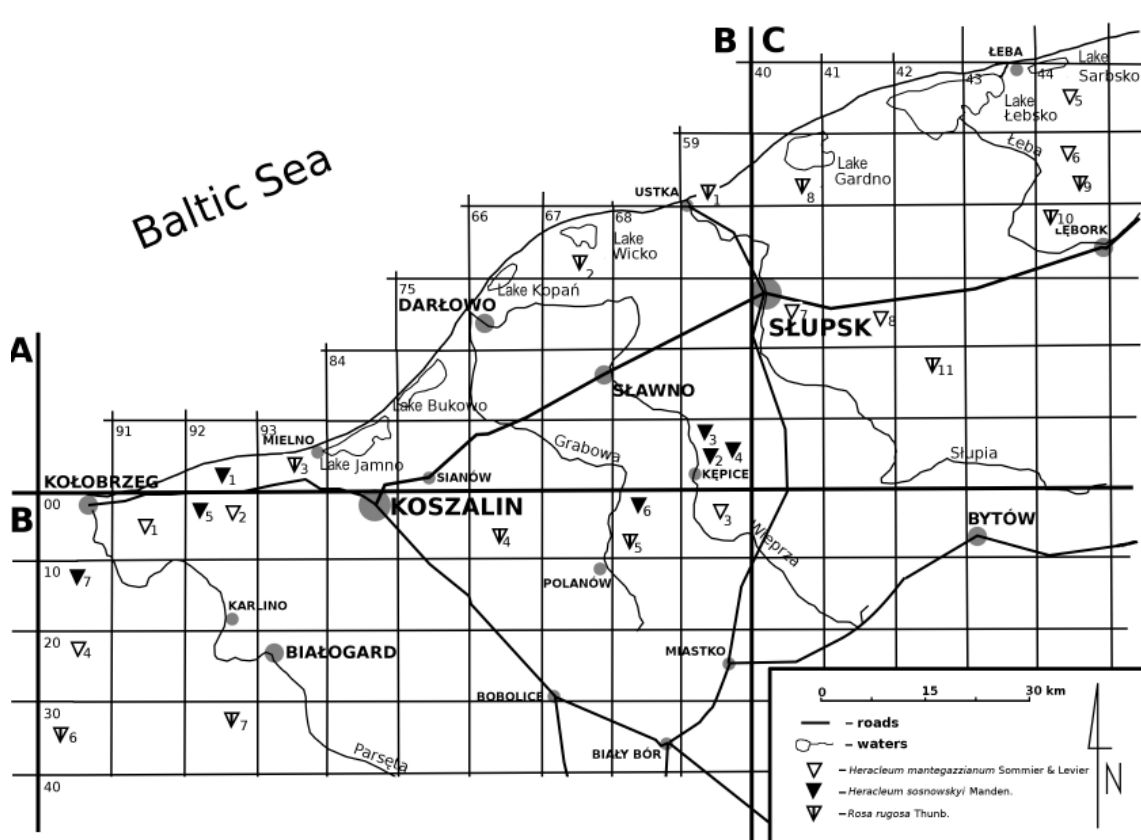 B C
ŁEBA
Lake
Sarbsko
40 41 42 43 44
5
Lake
Łebsko
59
Łeba
6
Baltic Sea
Lake
Gardno
9
USTKA
1
8
66 67 68
10
LĘBORK
Lake
Wicko
2
75
Lake Kopań
DARŁOWO
7
8
SŁUPSK
A
84
11
SŁAWNO
Lake Bukowo
91 92 93
MIELNO
3
Grabowa
2
4
Słupia
3
Lake Jamno
KOŁOBRZEG
1
SIANÓW
KĘPICE
00
B
KOSZALIN
5
2
6
3
BYTÓW
1
4
5
Wieprza
10
7
POLANÓW
KARLINO
20
4
BIAŁOGARD
MIASTKO
BOBOLICE
0 15 30 km
30
7
6
– roads
BIAŁY BÓR
– waters
Parsęta
– Heracleum mantegazzianum Sommier & Levier
40
– Heracleum sosnowskyi Manden.
N
– Rosa rugosa Thunb.